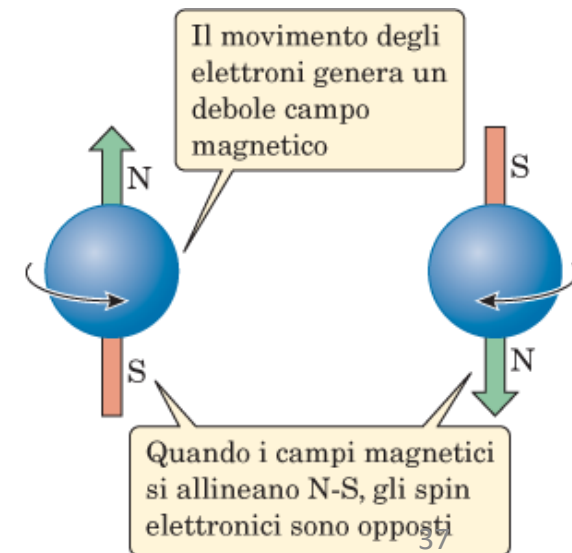 Il movimento degli
elettroni genera un
debole campo
magnetico
N
S
S
N
Quando i campi magnetici
si allineano N-S, gli spin
elettronici sono opposti
37